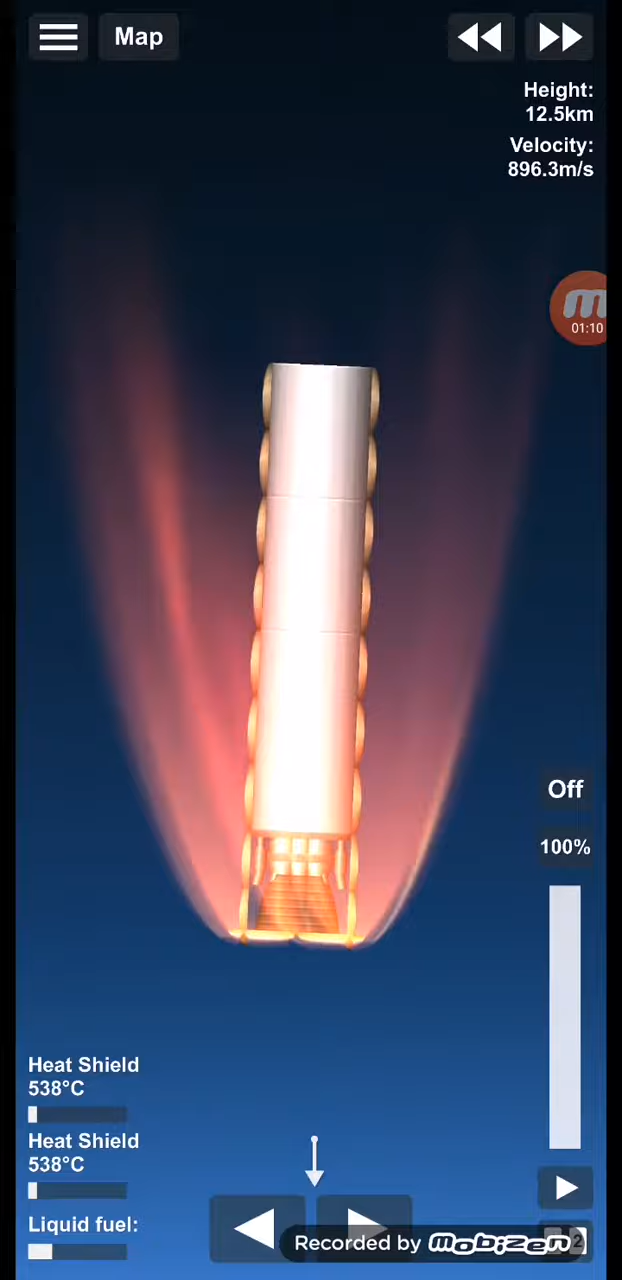 Map
Height:
12.5km
Velocity:
896.3m/s
m
01:10
Off
100%
Heat Shield
538°C
Heat Shield
538°C
Liquid fuel:
Recorded by mobizen
2